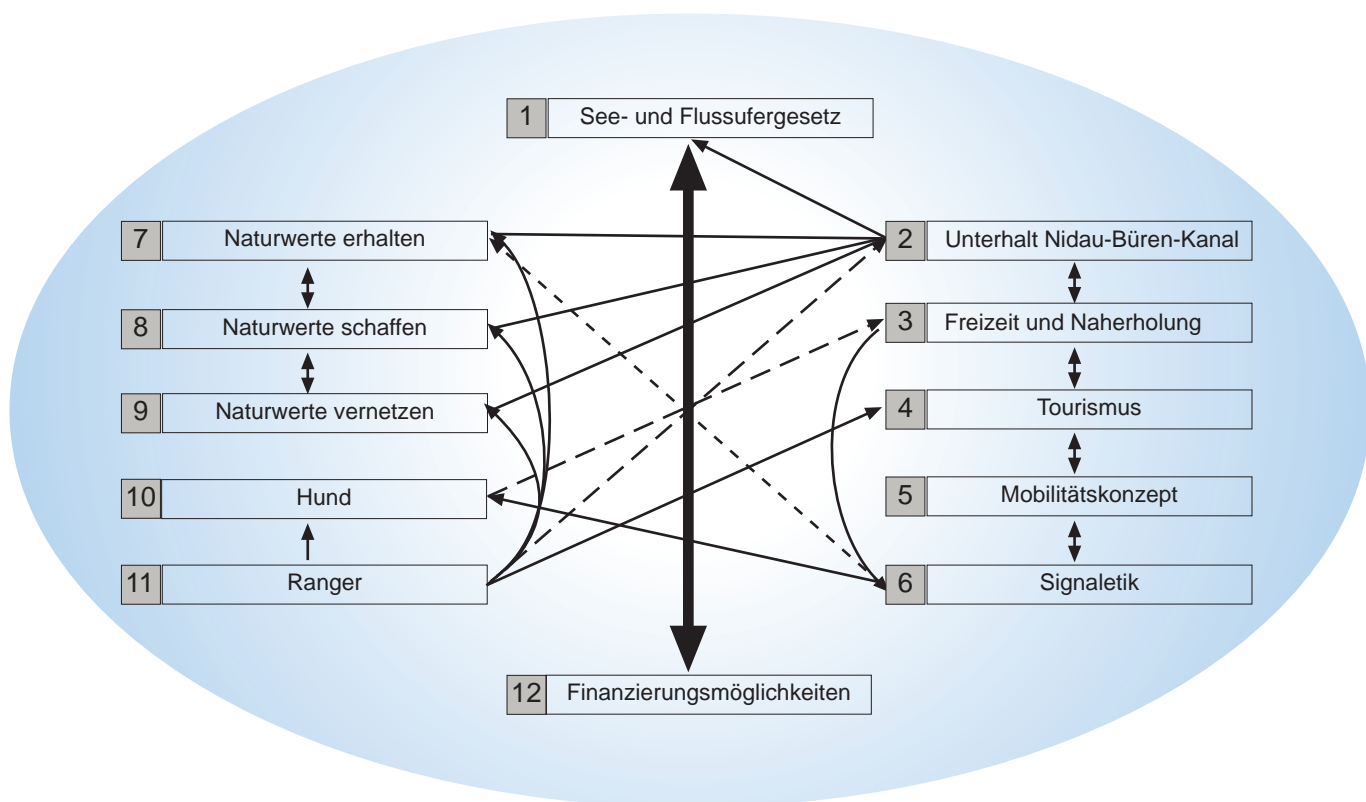 1 See- und Flussufergesetz
7 Naturwerte erhalten
2 Unterhalt Nidau-Büren-Kanal
8 Naturwerte schaffen
3 Freizeit und Naherholung
9 Naturwerte vernetzen
4 Tourismus
10 Hund
5 Mobilitätskonzept
11 Ranger
6 Signaletik
12 Finanzierungsmöglichkeiten